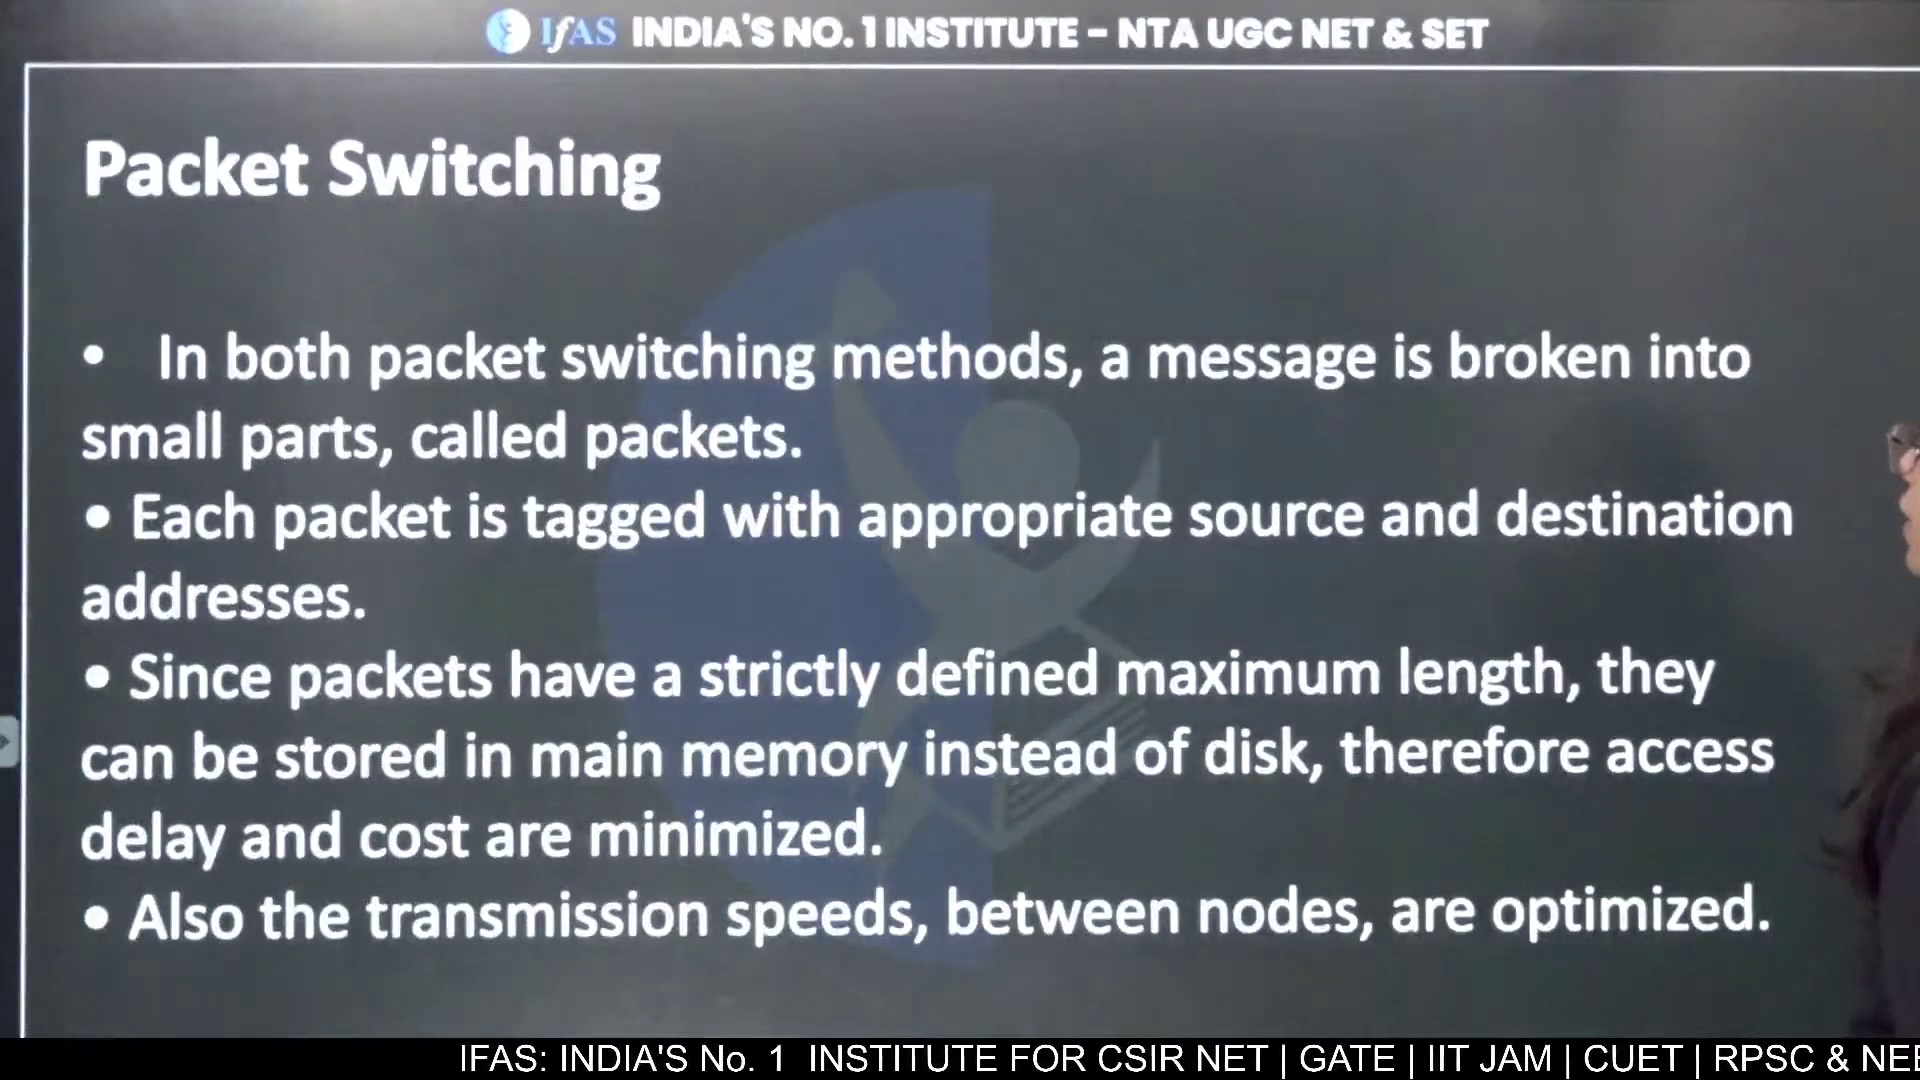 IfAS INDIA'S NO. 1 INSTITUTE – NTA UGC NET & SET
Packet Switching
• In both packet switching methods, a message is broken into
small parts, called packets.
• Each packet is tagged with appropriate source and destination
addresses.
• Since packets have a strictly defined maximum length, they
can be stored in main memory instead of disk, therefore access
delay and cost are minimized.
• Also the transmission speeds, between nodes, are optimized.
IFAS: INDIA'S No. 1 INSTITUTE FOR CSIR NET | GATE | IIT JAM | CUET | RPSC & NE